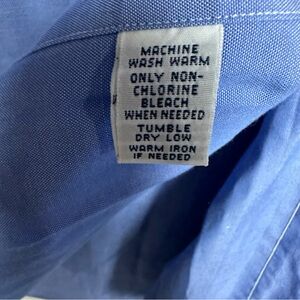 MACHINE
WASH WARM
ONLY NON-
CHLORINE
BLEACH
WHEN NEEDED
TUMBLE
DRY LOW
WARM IRON
IF NEEDED